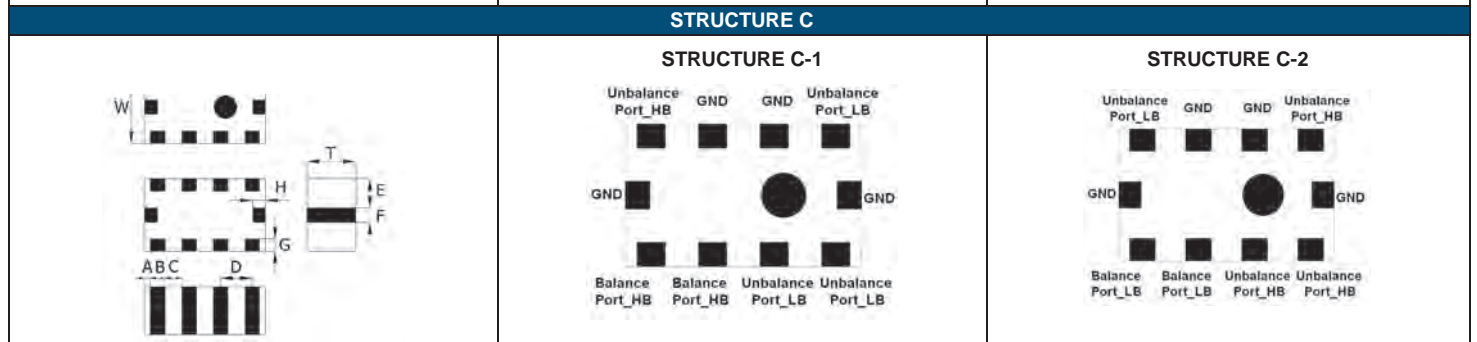 STRUCTURE C
W
T
H
E
F
G
A B C D
STRUCTURE C-1
Unbalance Port_HB
GND
GND
Unbalance Port_LB
GND
GND
Balance Port_HB
Balance Port_HB
Unbalance Port_LB
Unbalance Port_LB
STRUCTURE C-2
Unbalance Port_LB
GND
GND
Unbalance Port_HB
GND
GND
Balance Port_LB
Balance Port_LB
Unbalance Port_HB
Unbalance Port_HB